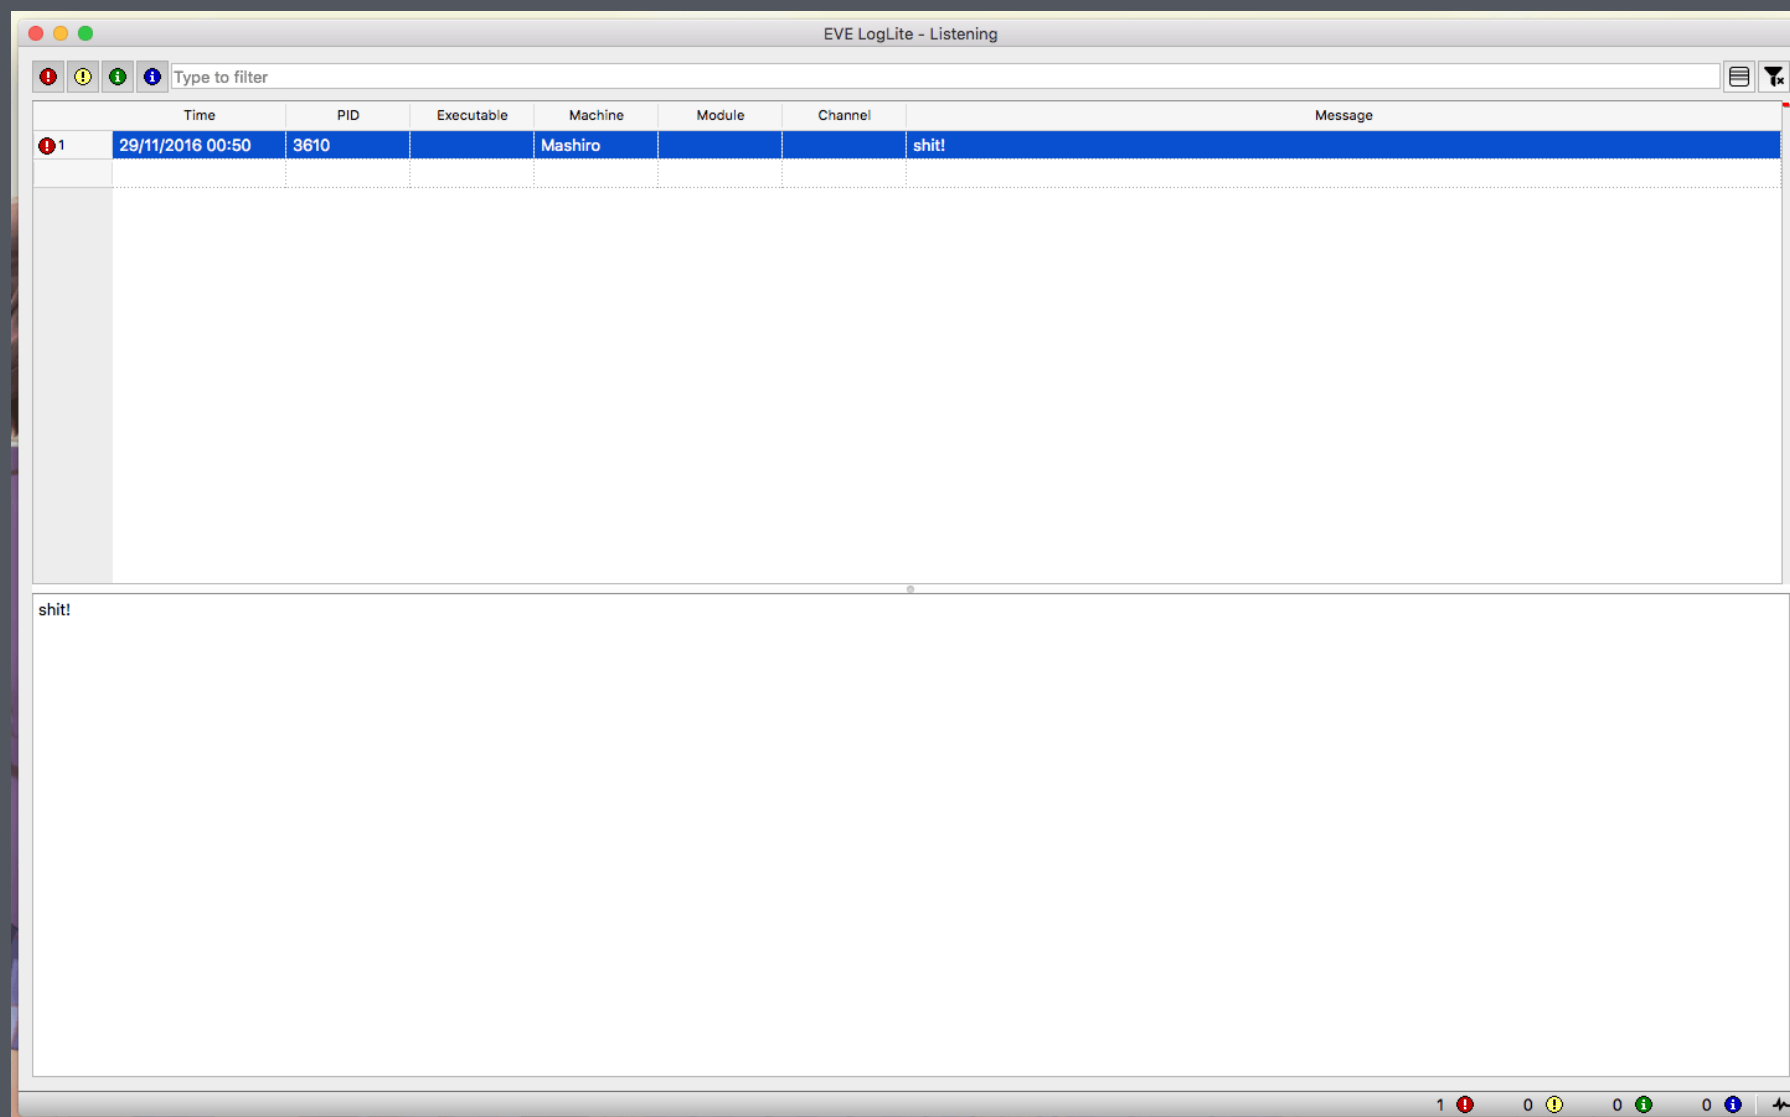 EVE LogLite - Listening
Type to filter
Time PID Executable Machine Module Channel Message
1 29/11/2016 00:50 3610 Mashiro shit!
shit!
1 0 0 0